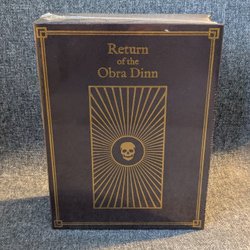 Return
of the
Obra Dinn